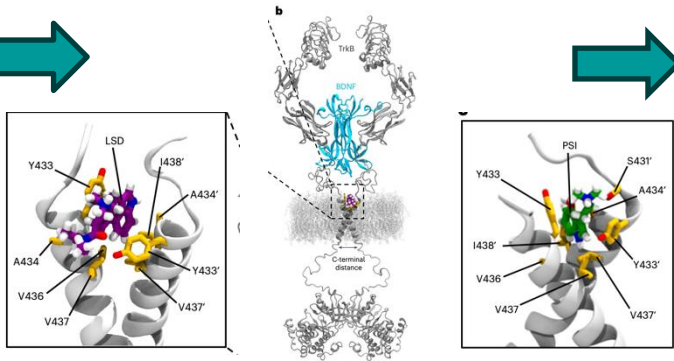 b
TrkB
BDNF
C-terminal
distance
LSD
Y433
I438′
A434′
A434
Y433′
V436
V437
V437′
PSI
S431′
Y433
A434′
I438′
V436
Y433′
V437
V437′